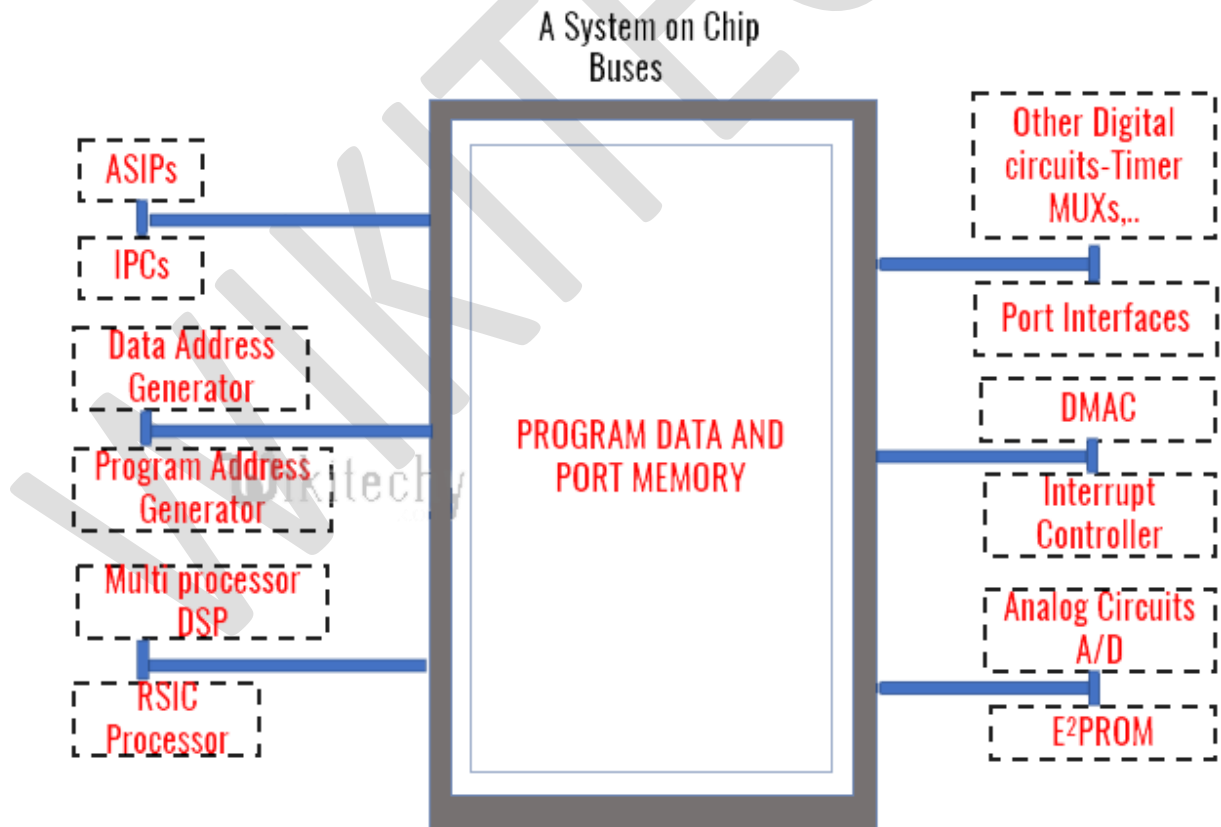 A System on Chip
Buses
ASIPs
IPCs
Data Address
Generator
Program Address
Generator
Multi processor
DSP
RSIC
Processor
PROGRAM DATA AND
PORT MEMORY
Other Digital
circuits-Timer
MUXs,..
Port Interfaces
DMAC
Interrupt
Controller
Analog Circuits
A/D
E²PROM